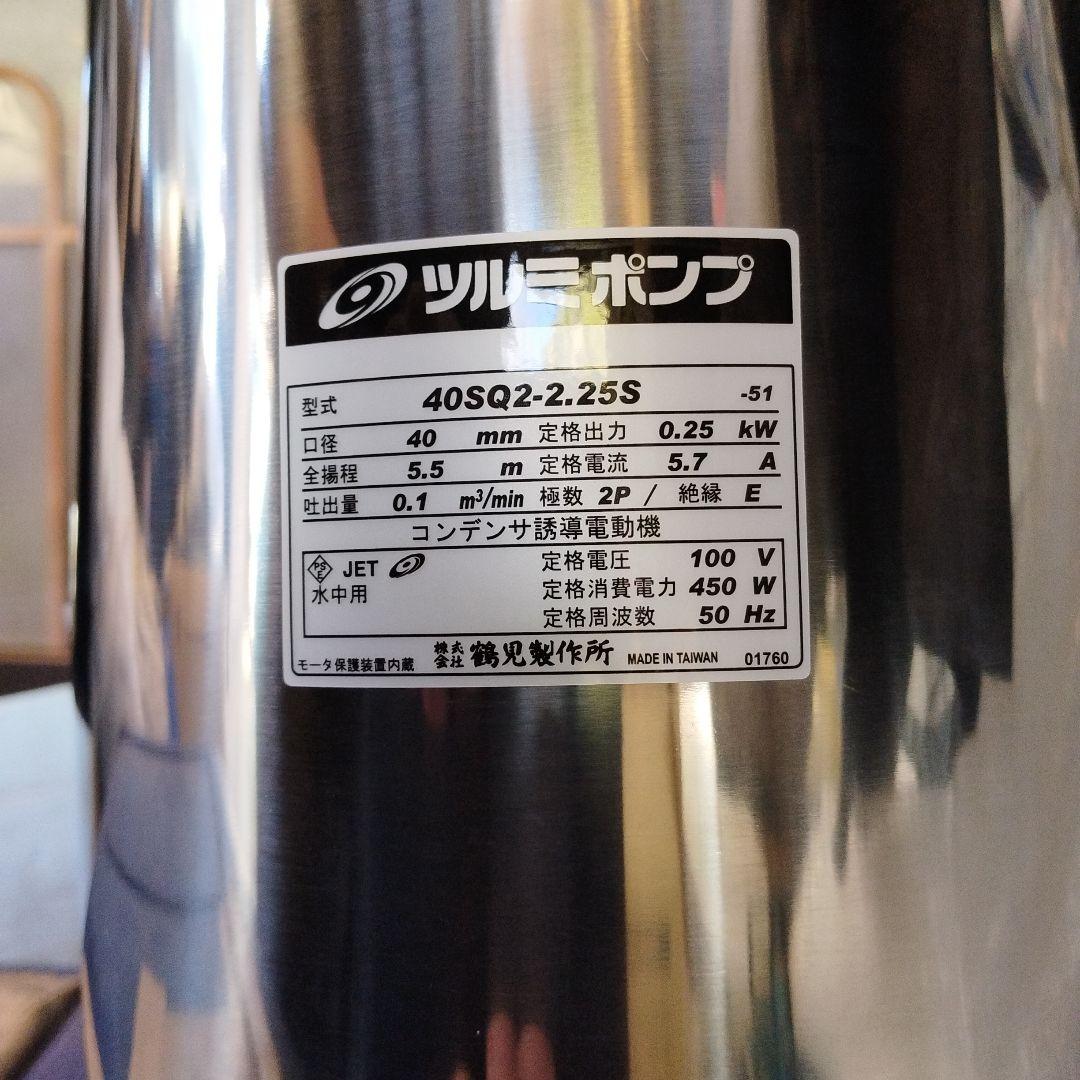 ツルミポンプ
型式 40SQ2-2.25S -51
口径 40 mm 定格出力 0.25 kW
全揚程 5.5 m 定格電流 5.7 A
吐出量 0.1 m³/min 極数 2P / 絶縁 E
コンデンサ誘導電動機
PSE JET 定格電圧 100 V
水中用 定格消費電力 450 W
定格周波数 50 Hz
モータ保護装置内蔵 株式会社 鶴見製作所 MADE IN TAIWAN 01760